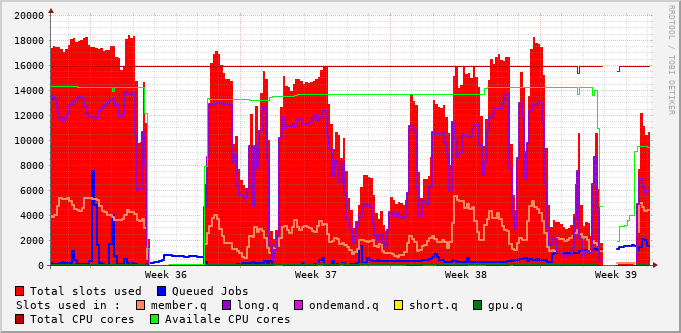 20000
18000
16000
14000
12000
10000
8000
6000
4000
2000
0
Week 36 Week 37 Week 38 Week 39
RRDTOOL / TOBI OETIKER
Total slots used Queued Jobs
Slots used in : member.q long.q ondemand.q short.q gpu.q
Total CPU cores Availale CPU cores